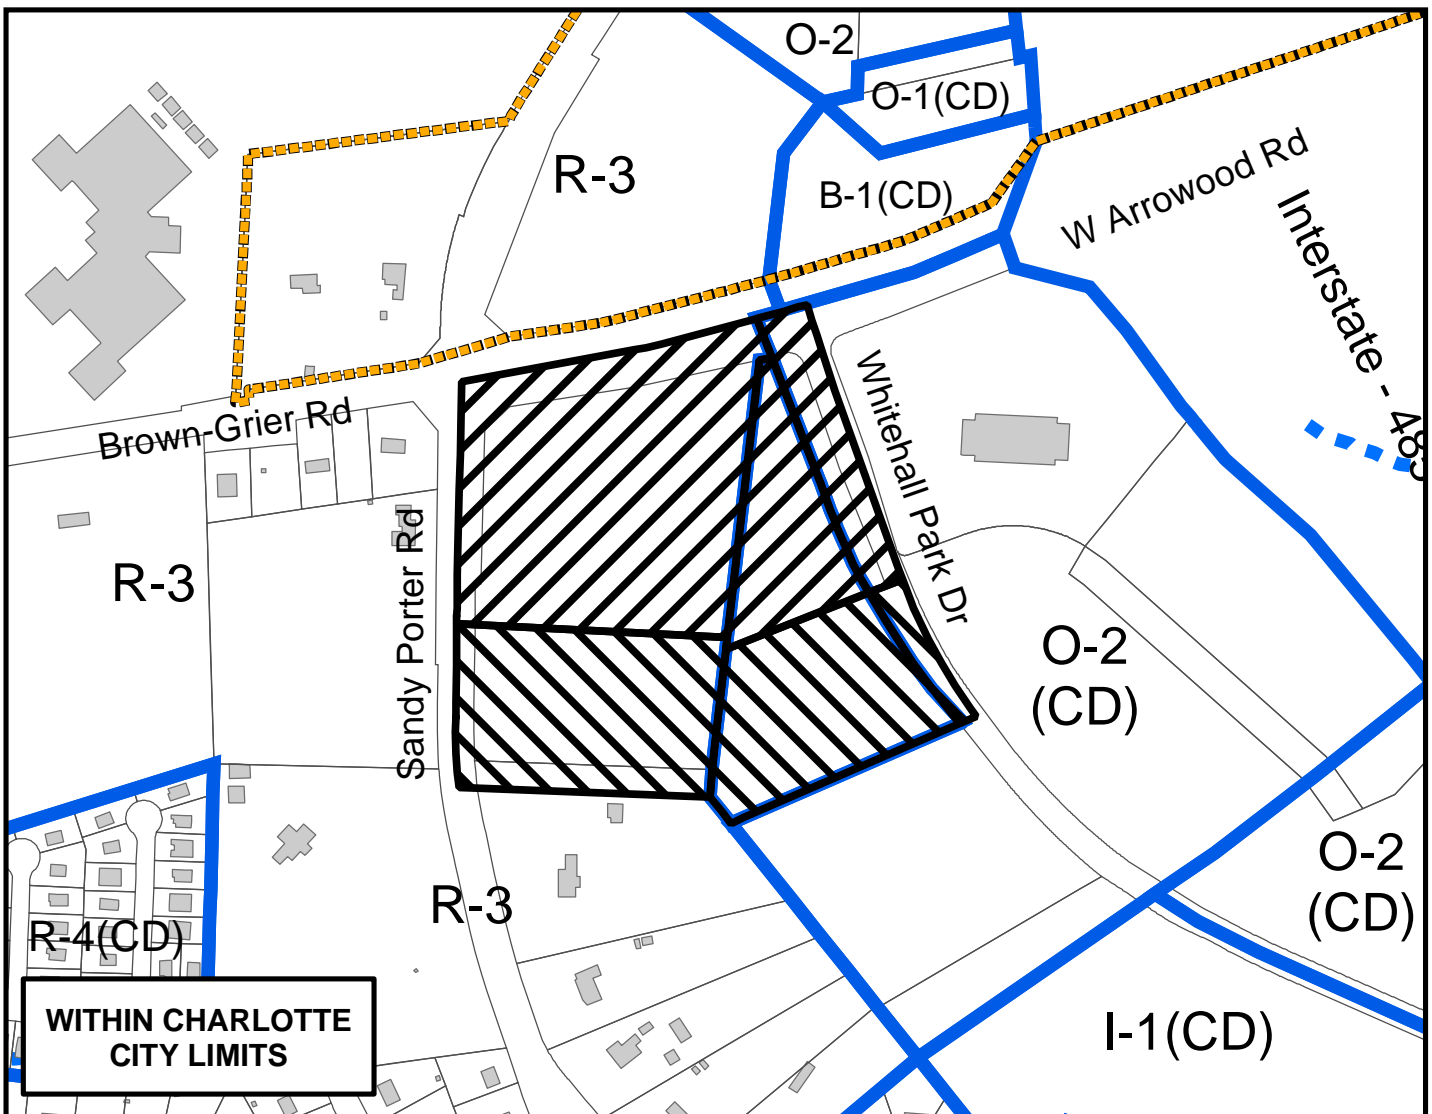 O-2
O-1(CD)
R-3
B-1(CD)
W Arrowood Rd
Interstate - 485
Brown-Grier Rd
Whitehall Park Dr
R-3
Sandy Porter Rd
O-2
(CD)
O-2
(CD)
R-3
R-4(CD)
I-1(CD)
WITHIN CHARLOTTE
CITY LIMITS